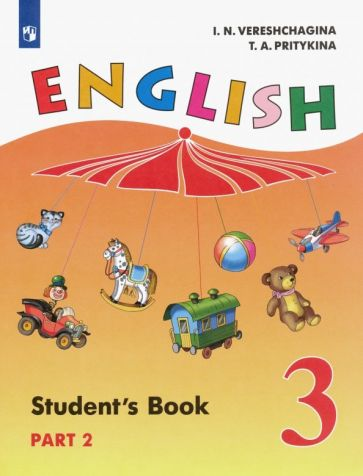 I. N. VERESHCHAGINA
T. A. PRITYKINA
ENGLISH
Student's Book
PART 2
3